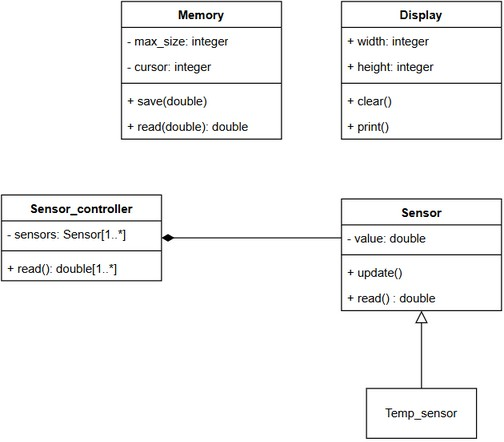 Memory
- max_size: integer
- cursor: integer
+ save(double)
+ read(double): double
Display
+ width: integer
+ height: integer
+ clear()
+ print()
Sensor_controller
- sensors: Sensor[1..*]
+ read(): double[1..*]
Sensor
- value: double
+ update()
+ read() : double
Temp_sensor